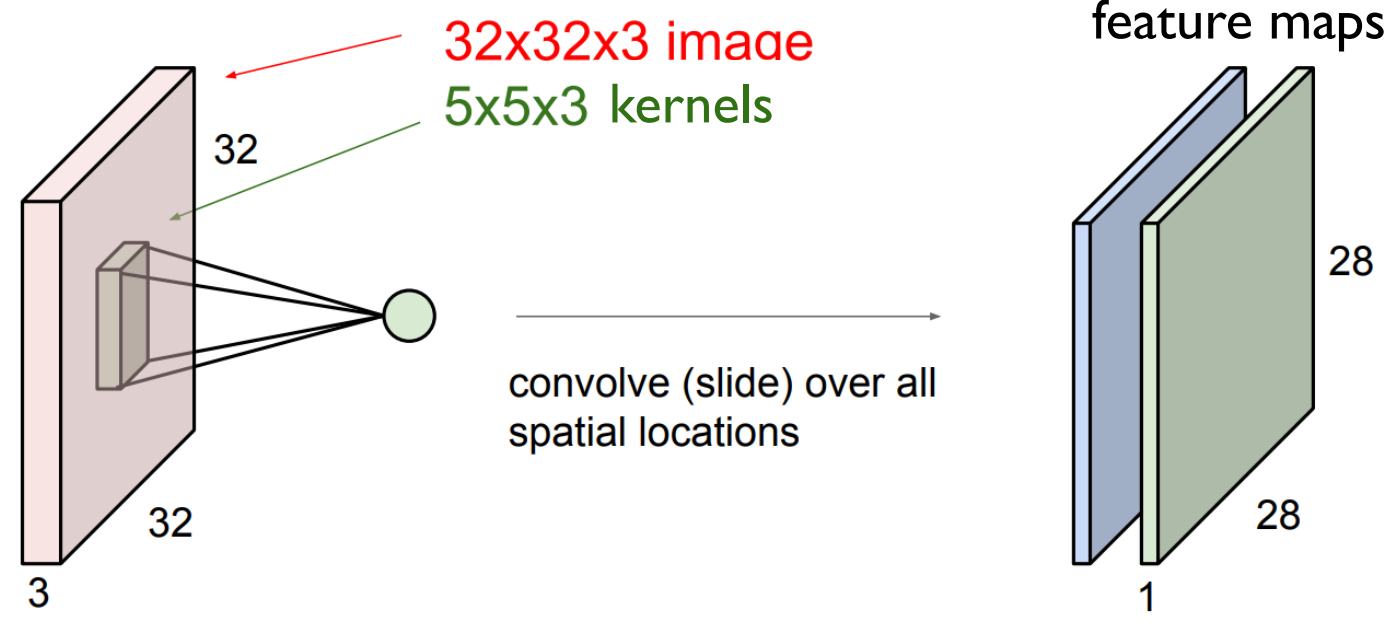 32x32x3 image
5x5x3 kernels
feature maps
32
32
3
convolve (slide) over all
spatial locations
28
28
1